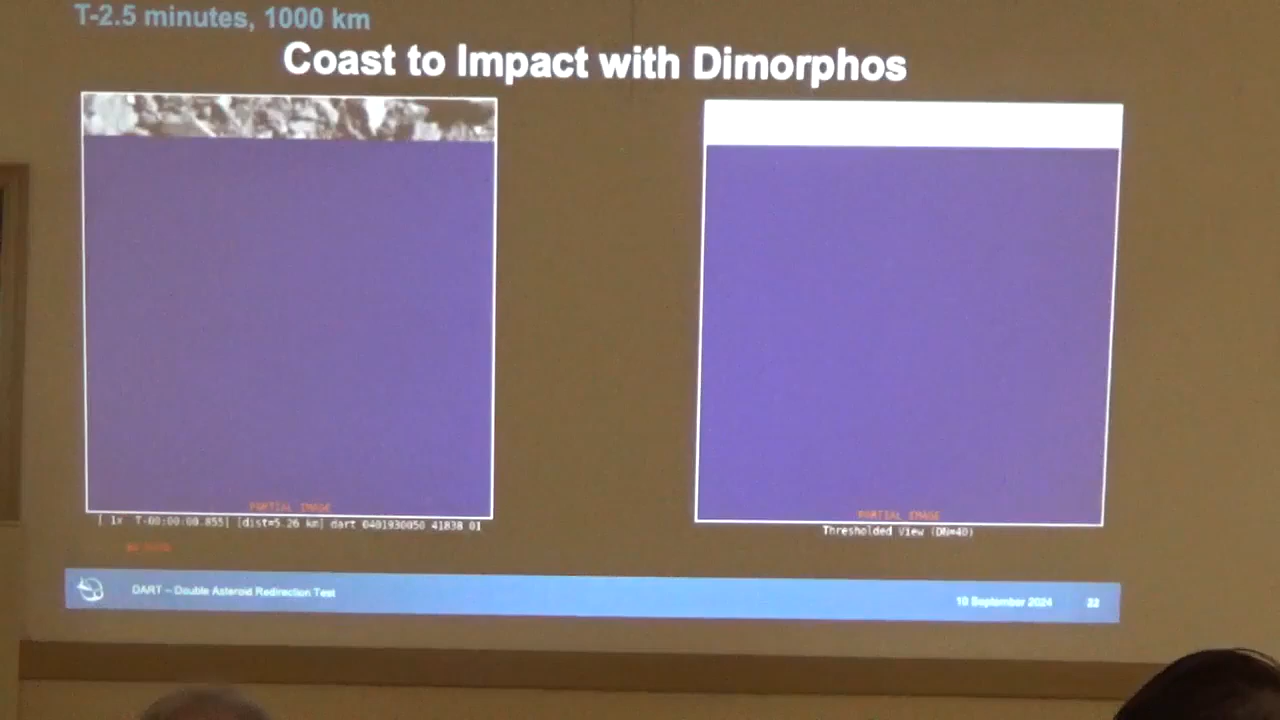 T-2.5 minutes, 1000 km
Coast to Impact with Dimorphos
PARTIAL IMAGE
PARTIAL IMAGE
[ 1x T-00:00:00.855] [dist=5.26 km] dart 0401930050 41838 01
Thresholded View (DN=40)
DART – Double Asteroid Redirection Test
10 September 2024